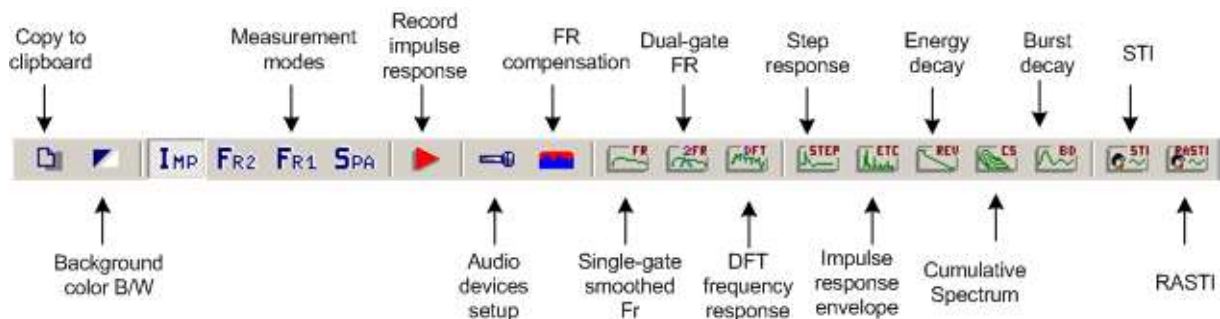 Copy to
clipboard
Measurement
modes
Record
impulse
response
FR
compensation
Dual-gate
FR
Step
response
Energy
decay
Burst
decay
STI
IMP FR2 FR1 SPA FR 2FR DFT STEP ETC REV CS BD STI RASTI
Background
color B/W
Audio
devices
setup
Single-gate
smoothed
Fr
DFT
frequency
response
Impulse
response
envelope
Cumulative
Spectrum
RASTI